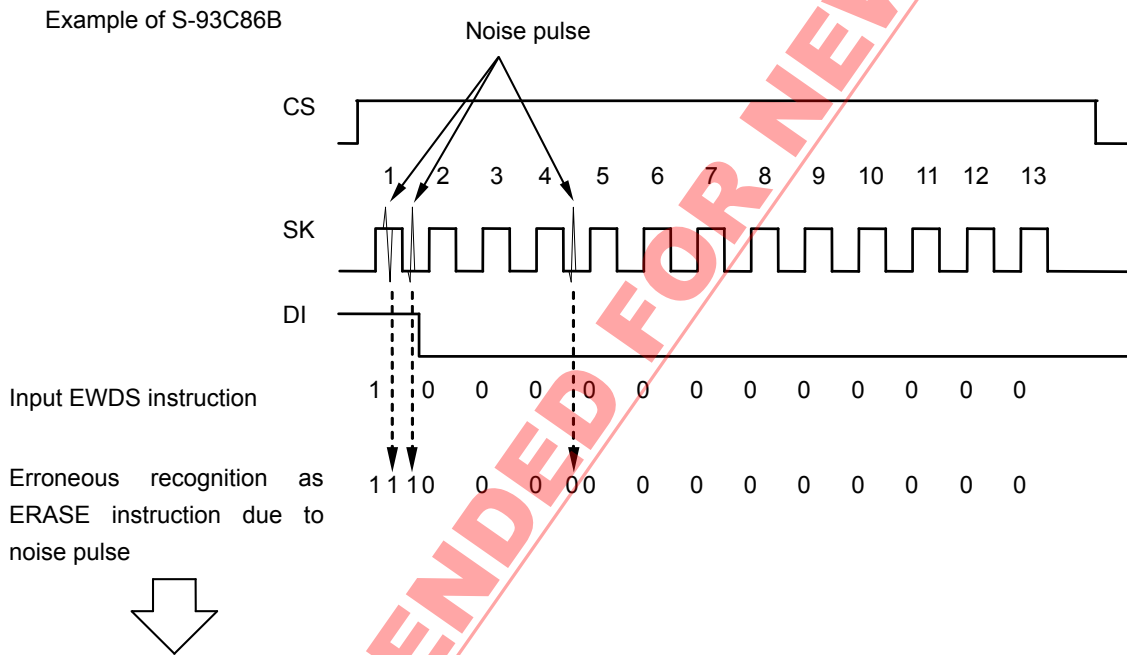 Example of S-93C86B
Noise pulse
CS
1 2 3 4 5 6 7 8 9 10 11 12 13
SK
DI
Input EWDS instruction
1 0 0 0 0 0 0 0 0 0 0 0 0
Erroneous recognition as
ERASE instruction due to
noise pulse
1 1 1 0 0 0 0 0 0 0 0 0 0 0 0 0
ENDED FOR NEW